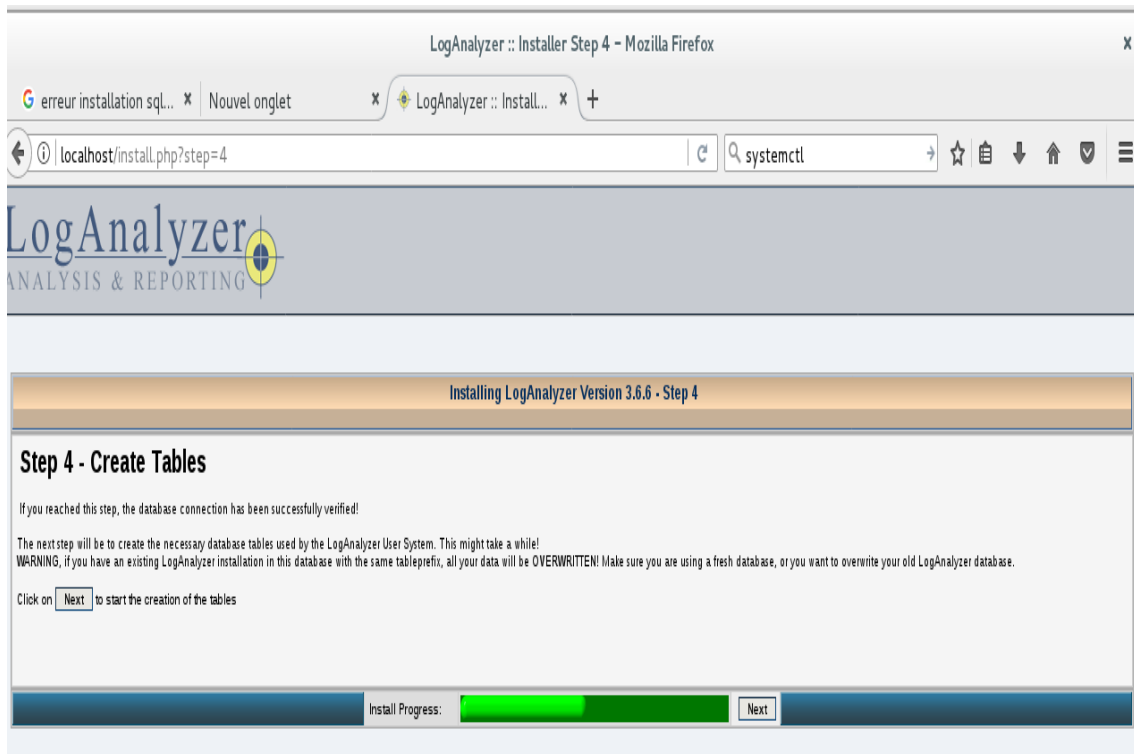 LogAnalyzer :: Installer Step 4 – Mozilla Firefox
erreur installation sql... Nouvel onglet LogAnalyzer :: Install...
localhost/install.php?step=4 systemctl
LogAnalyzer
ANALYSIS & REPORTING
Installing LogAnalyzer Version 3.6.6 - Step 4
Step 4 - Create Tables
If you reached this step, the database connection has been successfully verified!
The next step will be to create the necessary database tables used by the LogAnalyzer User System. This might take a while!
WARNING, if you have an existing LogAnalyzer installation in this database with the same tableprefix, all your data will be OVERWRITTEN! Make sure you are using a fresh database, or you want to overwrite your old LogAnalyzer database.
Click on Next to start the creation of the tables
Install Progress: Next